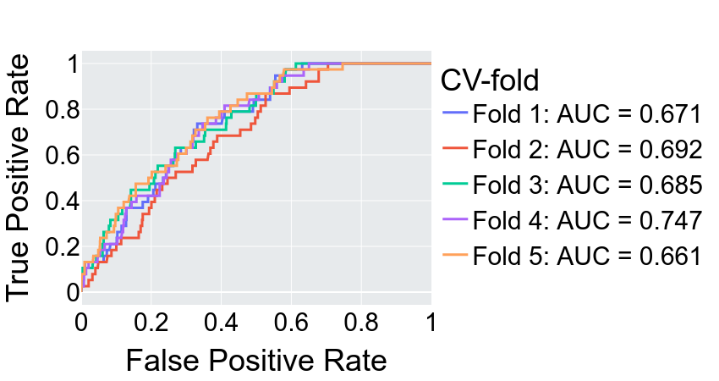 True Positive Rate
1
0.8
0.6
0.4
0.2
0
0 0.2 0.4 0.6 0.8 1
False Positive Rate
CV-fold
Fold 1: AUC = 0.671
Fold 2: AUC = 0.692
Fold 3: AUC = 0.685
Fold 4: AUC = 0.747
Fold 5: AUC = 0.661